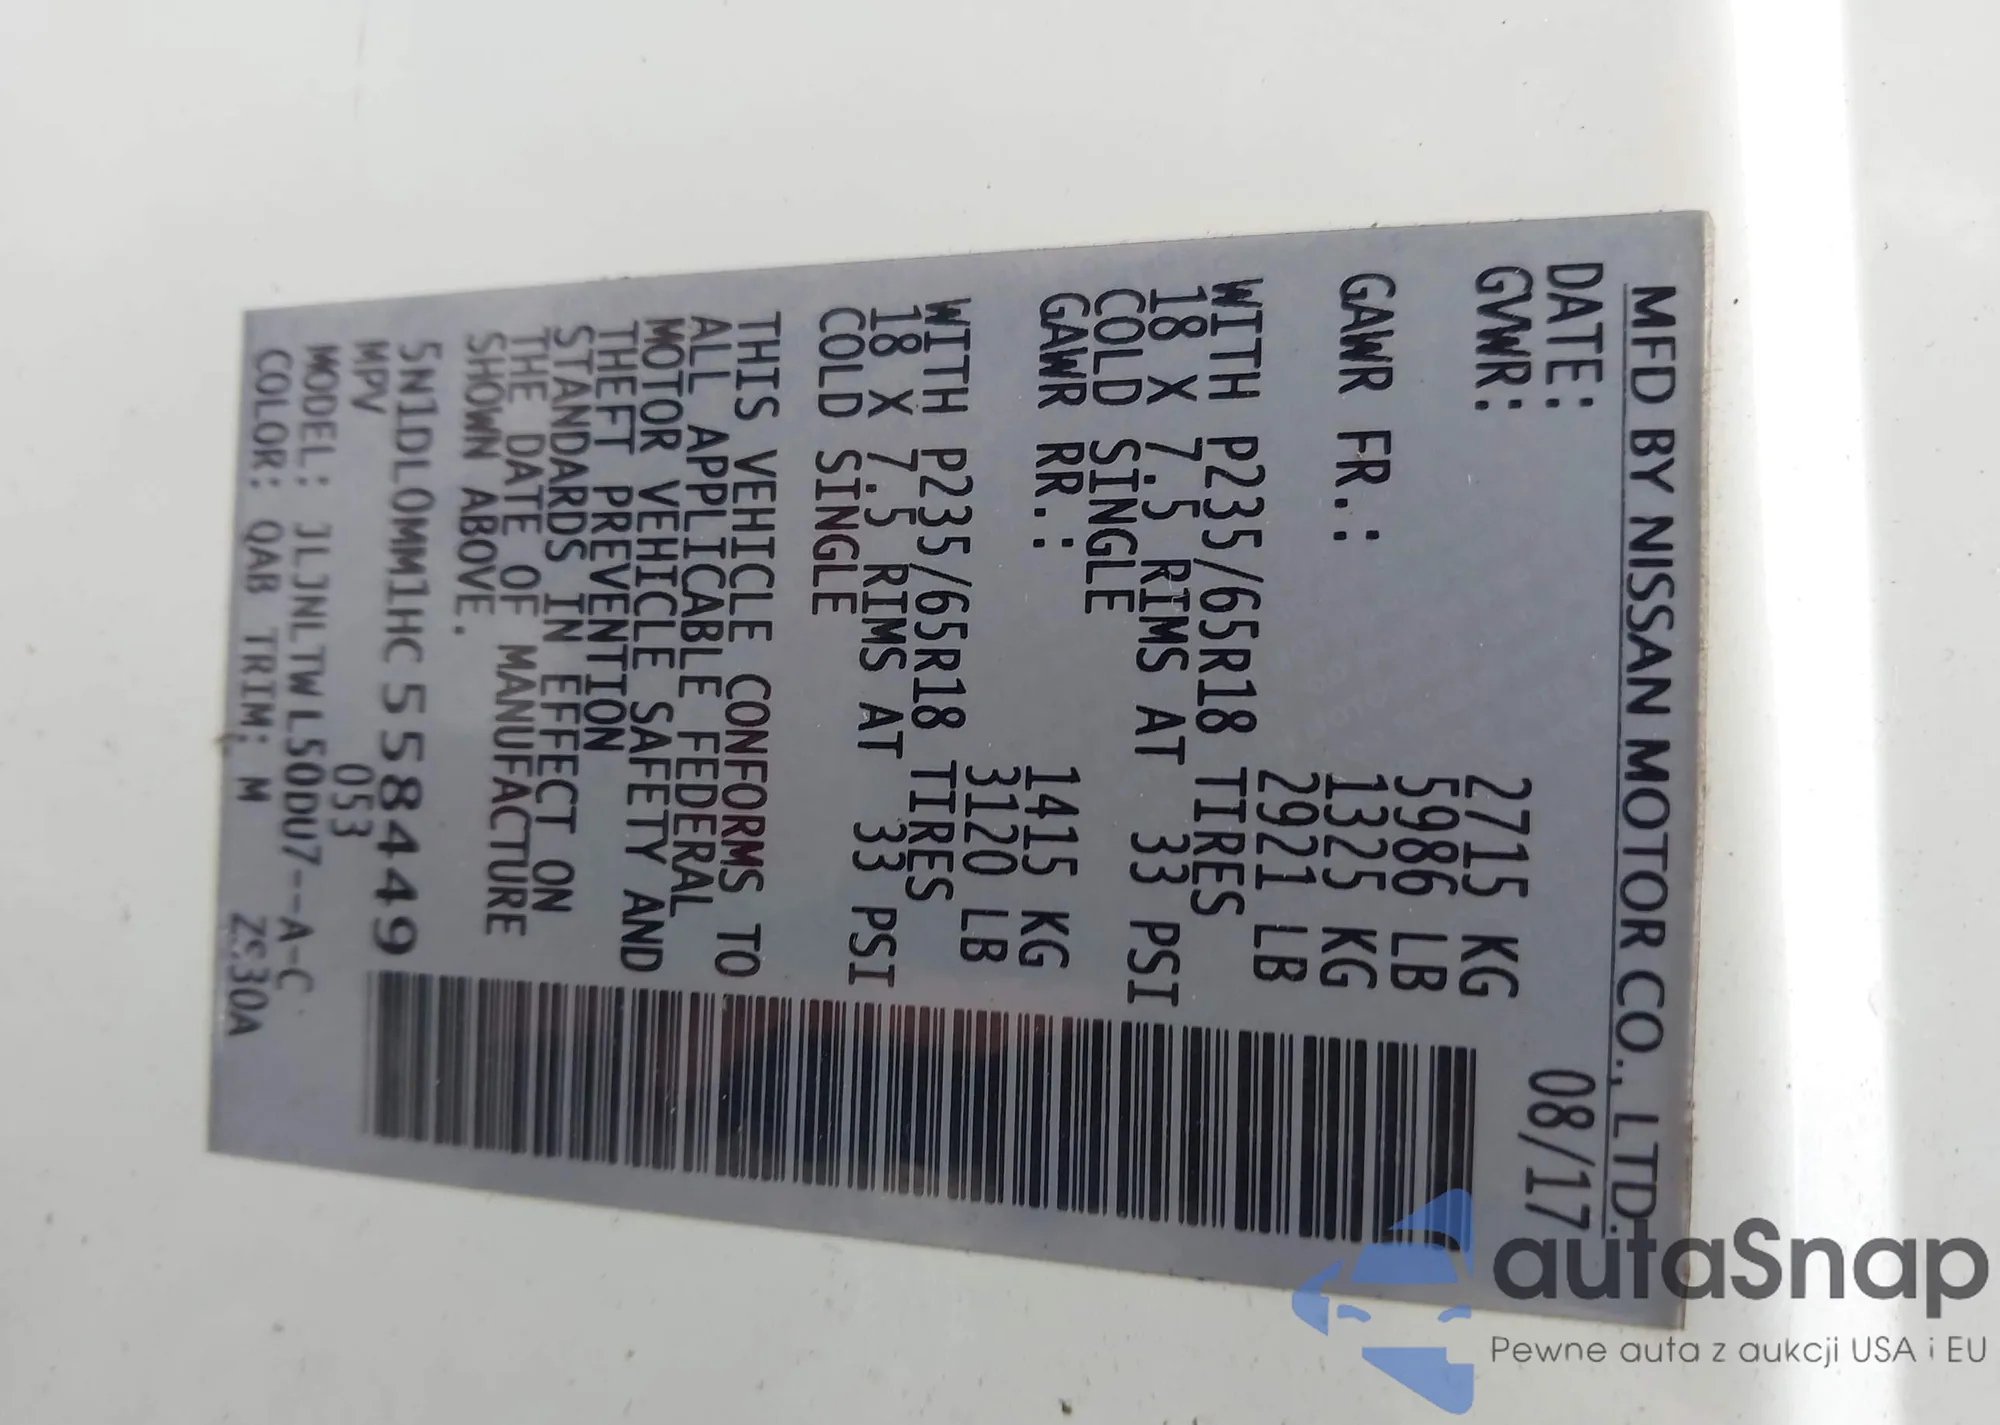 MFD BY NISSAN MOTOR CO., LTD.
DATE: 08/17
GVWR: 2715 KG
5986 LB
GAWR FR.: 1325 KG
2921 LB
WITH P235/65R18 TIRES
18 X 7.5 RIMS AT 33 PSI
COLD SINGLE
GAWR RR.: 1415 KG
3120 LB
WITH P235/65R18 TIRES
18 X 7.5 RIMS AT 33 PSI
COLD SINGLE
THIS VEHICLE CONFORMS TO
ALL APPLICABLE FEDERAL
MOTOR VEHICLE SAFETY AND
THEFT PREVENTION
STANDARDS IN EFFECT ON
THE DATE OF MANUFACTURE
SHOWN ABOVE.
5N1DL0MM1HC558449
MPV 053
MODEL: JLJNLTWL50DU7--A-C
COLOR: QAB TRIM: M
autaSnap
Pewne auta z aukcji USA i EU